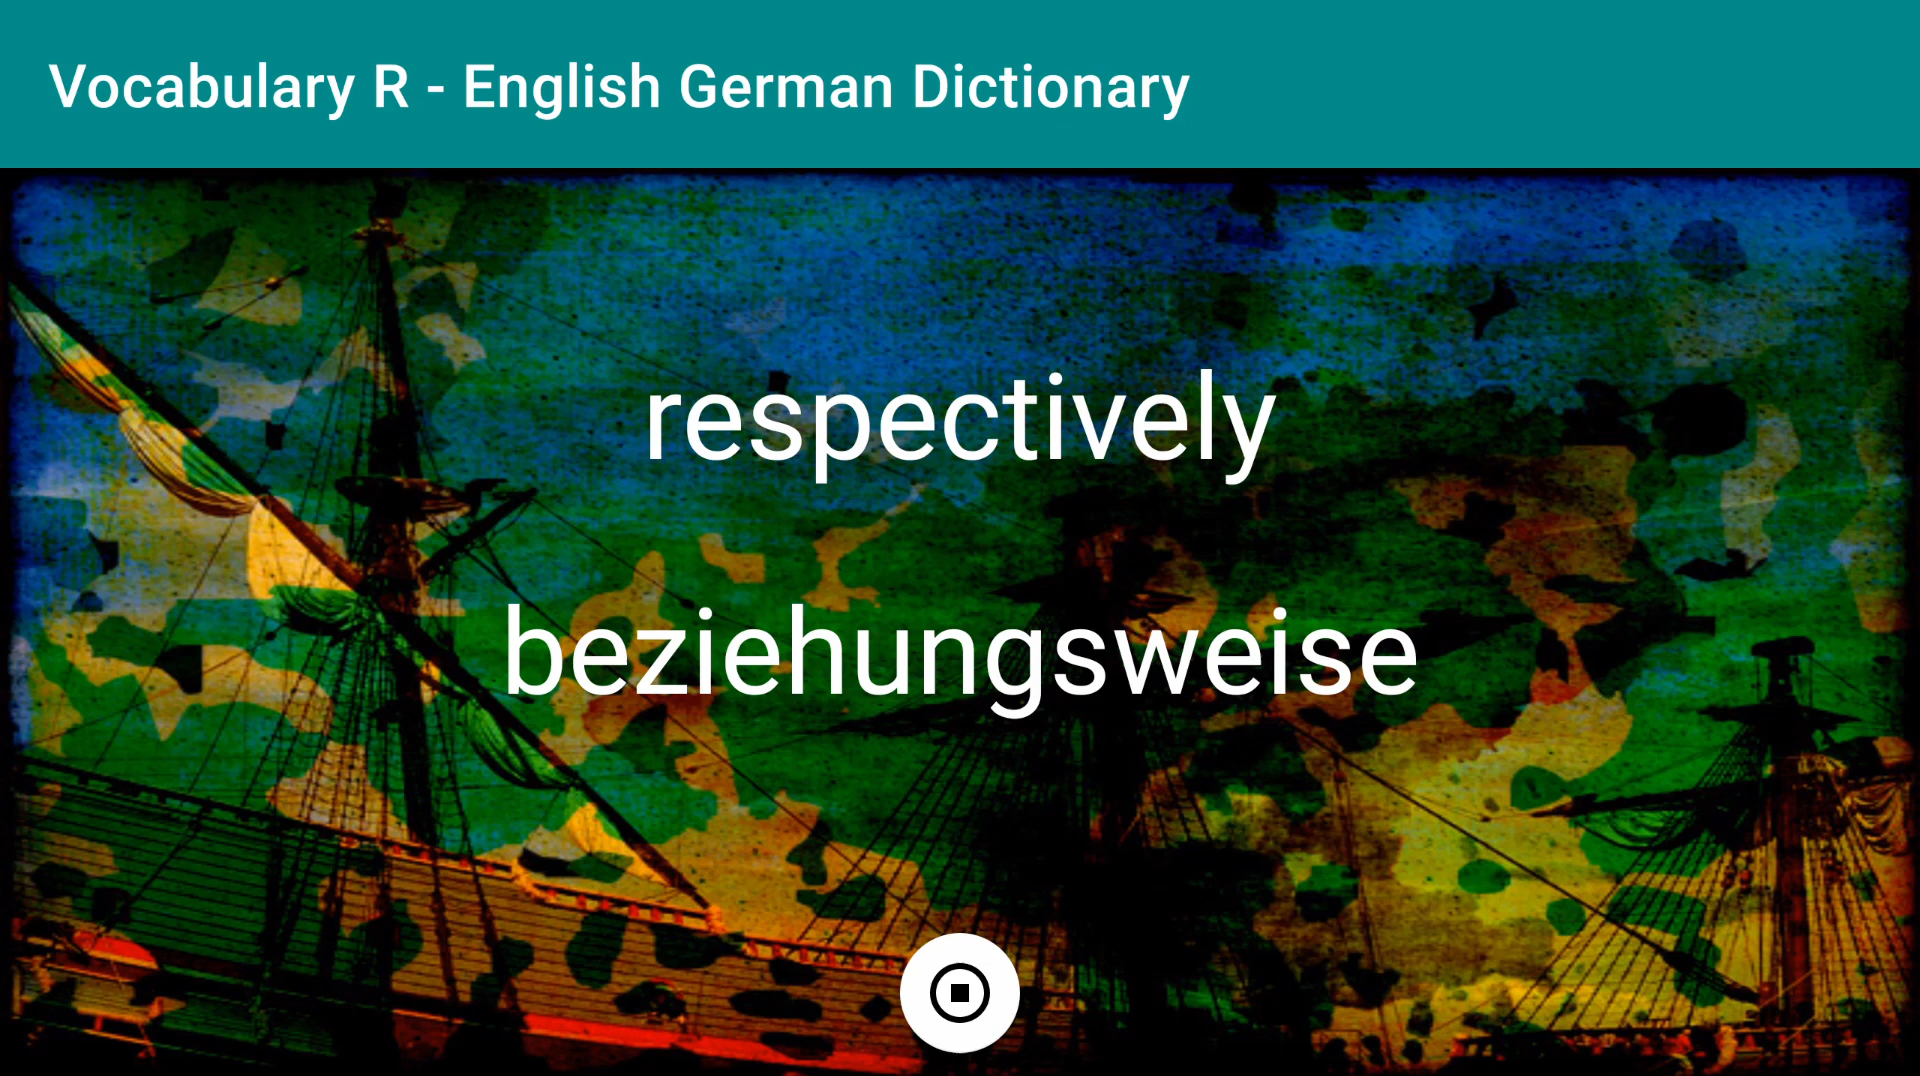 Vocabulary R - English German Dictionary
respectively
beziehungsweise